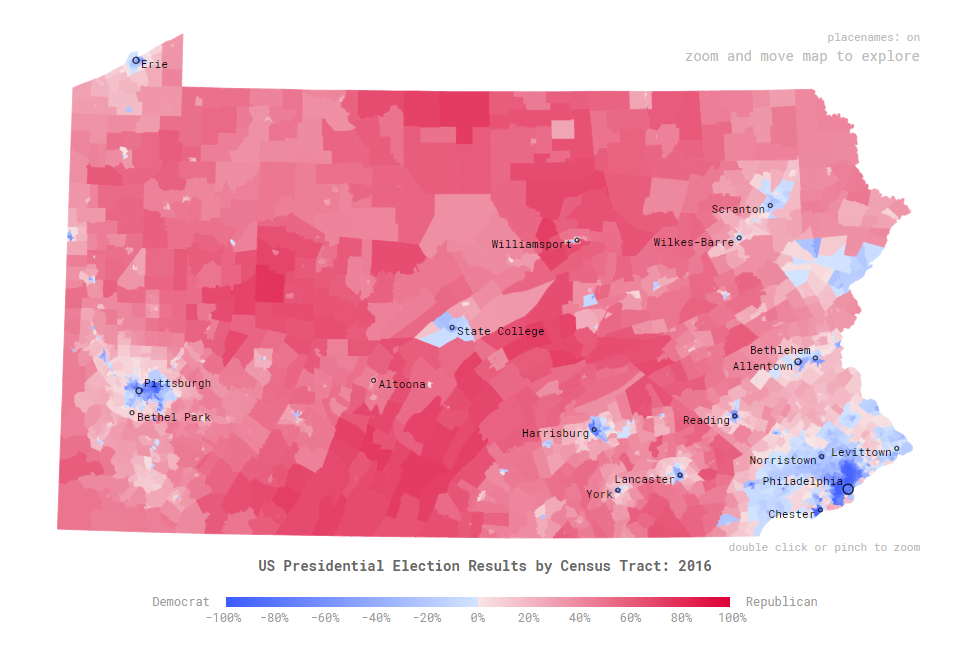 placenames: on
zoom and move map to explore
Erie
Scranton
Williamsport
Wilkes-Barre
State College
Bethlehem
Allentown
Pittsburgh
Altoona
Bethel Park
Reading
Harrisburg
Norristown
Levittown
Lancaster
Philadelphia
York
Chester
double click or pinch to zoom
US Presidential Election Results by Census Tract: 2016
Democrat
Republican
-100% -80% -60% -40% -20% 0% 20% 40% 60% 80% 100%